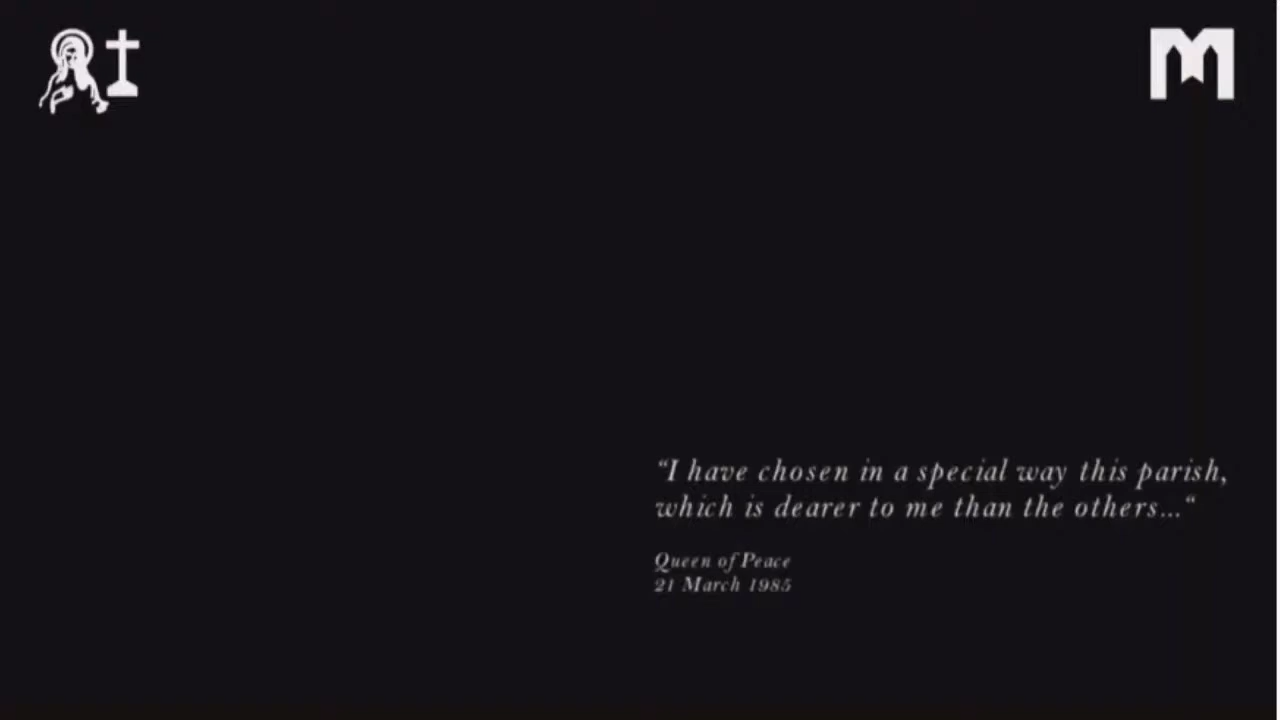 M
“I have chosen in a special way this parish,
which is dearer to me than the others...“
Queen of Peace
21 March 1985